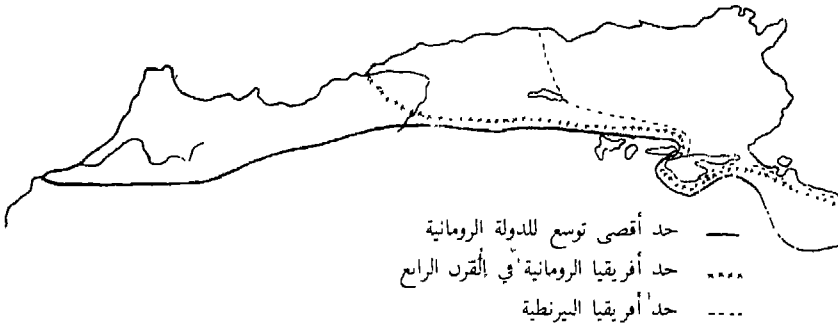 حد أقصى توسع للدولة الرومانية
حد أفريقيا الرومانية في القرن الرابع
حد أفريقيا البيزنطية